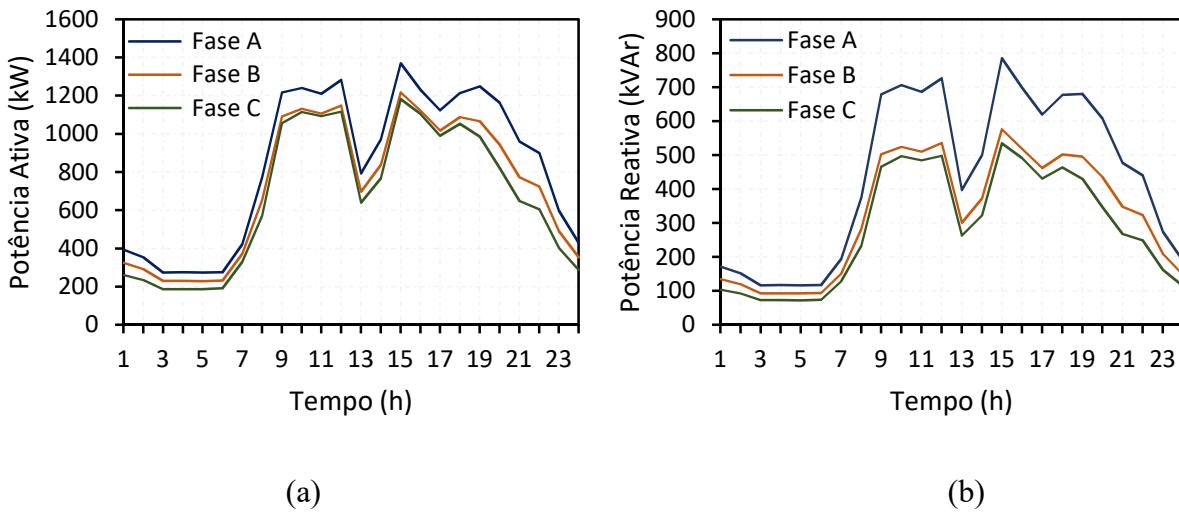 1600
1400
1200
1000
800
600
400
200
0
Potência Ativa (kW)
Fase A
Fase B
Fase C
1 3 5 7 9 11 13 15 17 19 21 23
Tempo (h)
(a)
900
800
700
600
500
400
300
200
100
0
Potência Reativa (kVAr)
Fase A
Fase B
Fase C
1 3 5 7 9 11 13 15 17 19 21 23
Tempo (h)
(b)